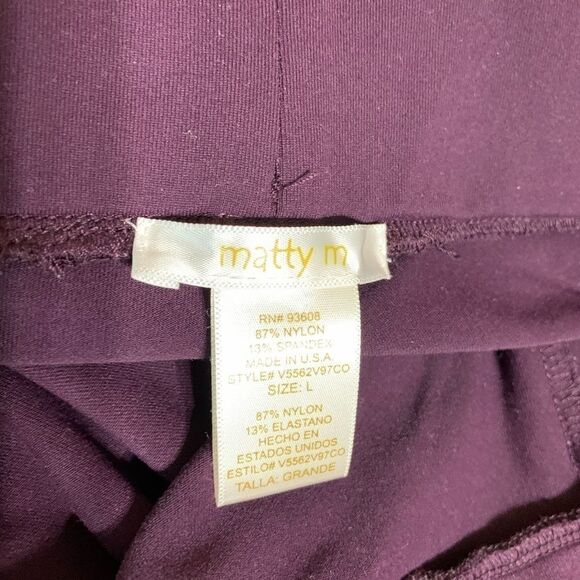 matty m
RN# 93608
87% NYLON
13% SPANDEX
MADE IN U.S.A.
STYLE# V5562V97CO
SIZE: L
87% NYLON
13% ELASTANO
HECHO EN
ESTADOS UNIDOS
ESTILO# V5562V97CO
TALLA: GRANDE